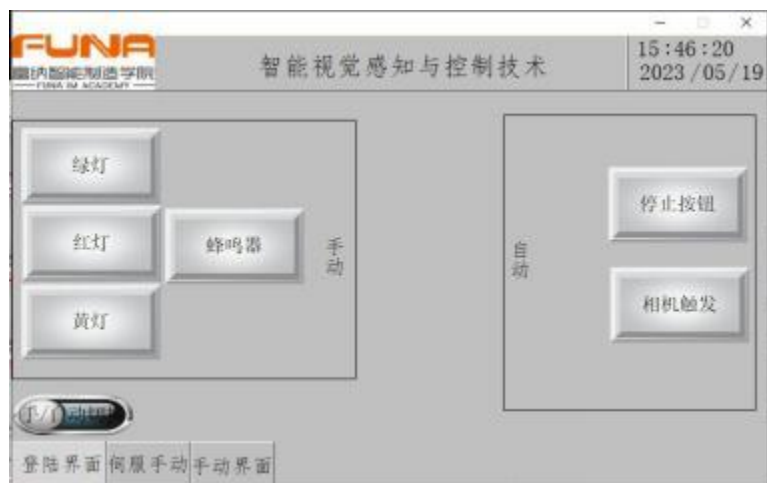 FUNA
富纳智能制造学院
FUNA IM ACADEMY
智能视觉感知与控制技术
15:46:20
2023/05/19
绿灯
红灯
黄灯
蜂鸣器
手动
自动
停止按钮
相机触发
登陆界面 伺服手动 手动界面